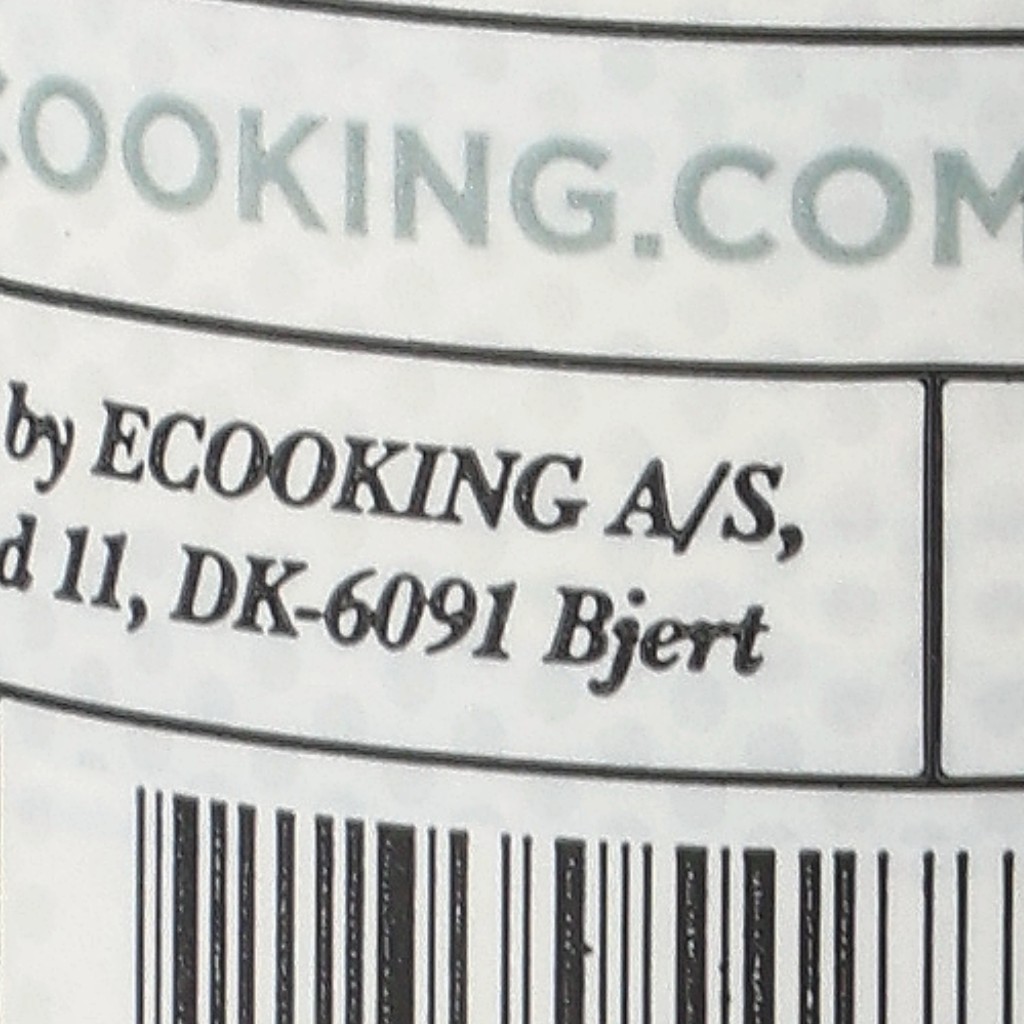 COOKING.COM
by ECOOKING A/S,
d 11, DK-6091 Bjert